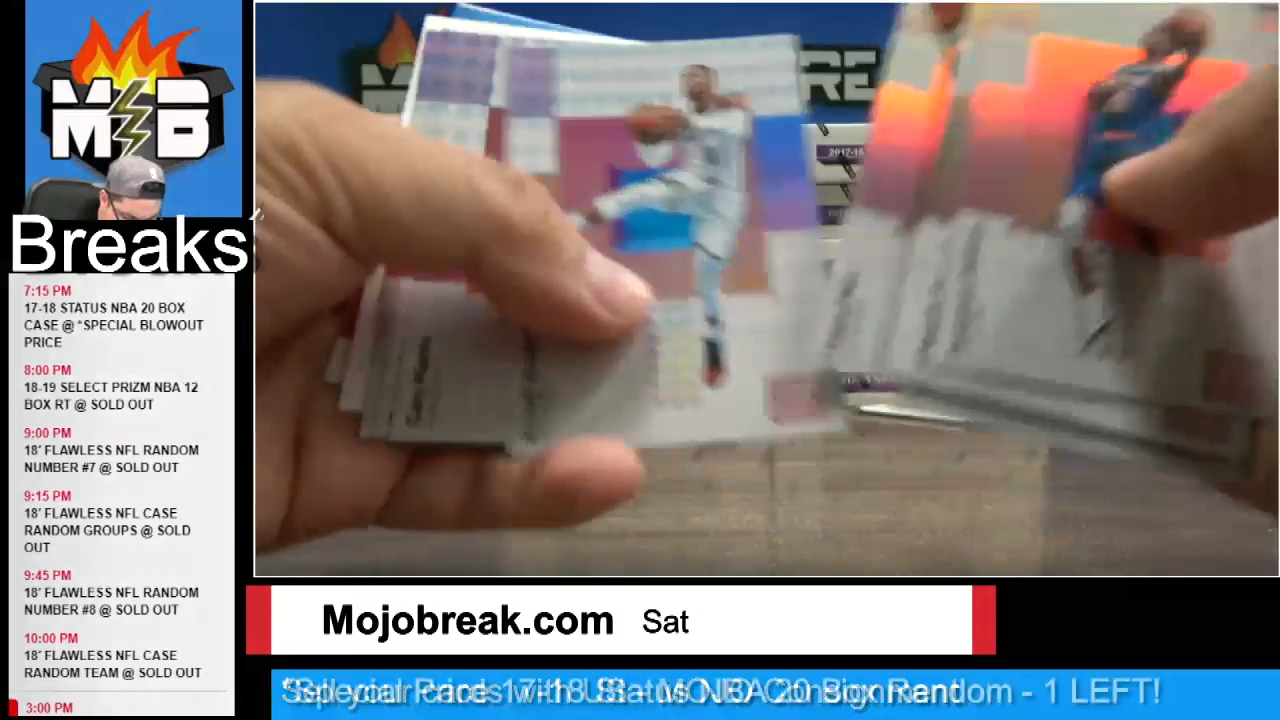 M B
M B
Breaks
7:15 PM
17-18 STATUS NBA 20 BOX
CASE @ *SPECIAL BLOWOUT
PRICE
8:00 PM
18-19 SELECT PRIZM NBA 12
BOX RT @ SOLD OUT
9:00 PM
18' FLAWLESS NFL RANDOM
NUMBER #7 @ SOLD OUT
9:15 PM
18' FLAWLESS NFL CASE
RANDOM GROUPS @ SOLD
OUT
9:45 PM
18' FLAWLESS NFL RANDOM
NUMBER #8 @ SOLD OUT
10:00 PM
18' FLAWLESS NFL CASE
RANDOM TEAM @ SOLD OUT
3:00 PM
RE
2017-18
Mojobreak.com Sat
- 1 LEFT!